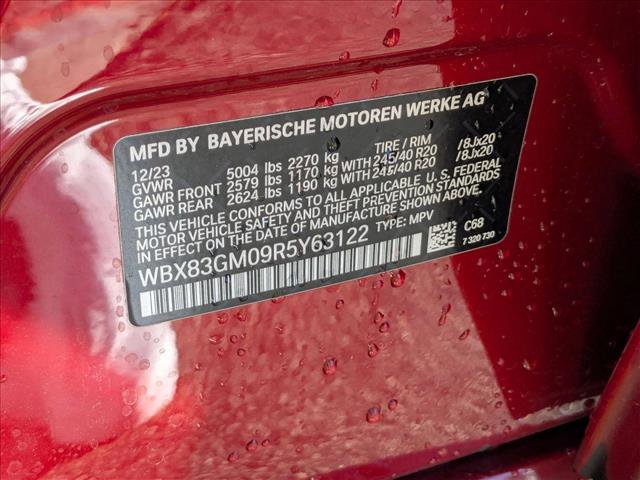 MFD BY BAYERISCHE MOTOREN WERKE AG
12/23 TIRE / RIM
GVWR 5004 lbs 2270 kg
GAWR FRONT 2579 lbs 1170 kg WITH 245/40 R20 /8Jx20
GAWR REAR 2624 lbs 1190 kg WITH 245/40 R20 /8Jx20
THIS VEHICLE CONFORMS TO ALL APPLICABLE U. S. FEDERAL
MOTOR VEHICLE SAFETY AND THEFT PREVENTION STANDARDS
IN EFFECT ON THE DATE OF MANUFACTURE SHOWN ABOVE.
WBX83GM09R5Y63122 TYPE: MPV
C68
7 320 730